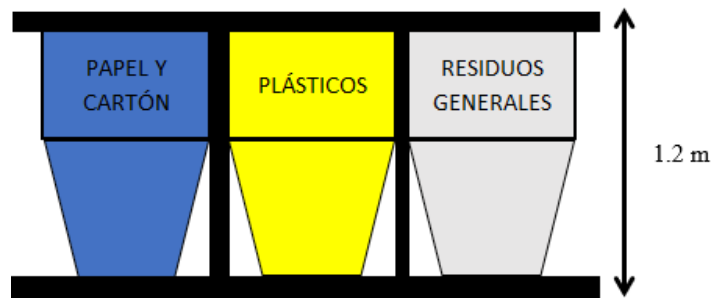 PAPEL Y
CARTÓN
PLÁSTICOS
RESIDUOS
GENERALES
1.2 m